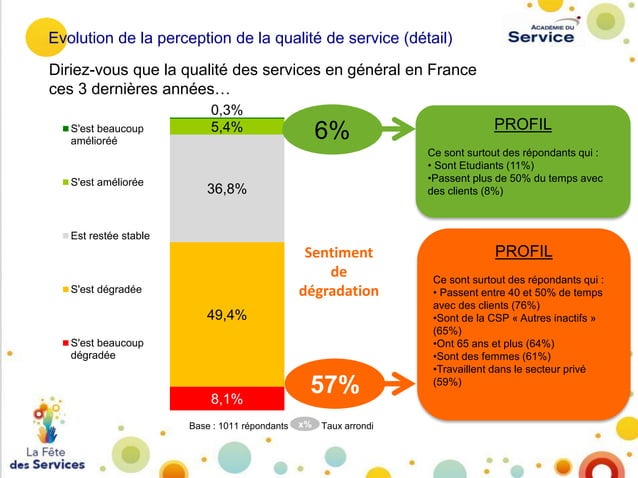 Evolution de la perception de la qualité de service (détail)
ACADÉMIE DU
Service
Diriez-vous que la qualité des services en général en France
ces 3 dernières années…
S'est beaucoup
amélioréé
S'est améliorée
Est restée stable
S'est dégradée
S'est beaucoup
dégradée
0,3%
5,4%
36,8%
49,4%
8,1%
6%
Sentiment
de
dégradation
57%
PROFIL
Ce sont surtout des répondants qui :
• Sont Etudiants (11%)
•Passent plus de 50% du temps avec
des clients (8%)
PROFIL
Ce sont surtout des répondants qui :
• Passent entre 40 et 50% de temps
avec des clients (76%)
•Sont de la CSP « Autres inactifs »
(65%)
•Ont 65 ans et plus (64%)
•Sont des femmes (61%)
•Travaillent dans le secteur privé
(59%)
Base : 1011 répondants
x%
Taux arrondi
La Fête
des Services